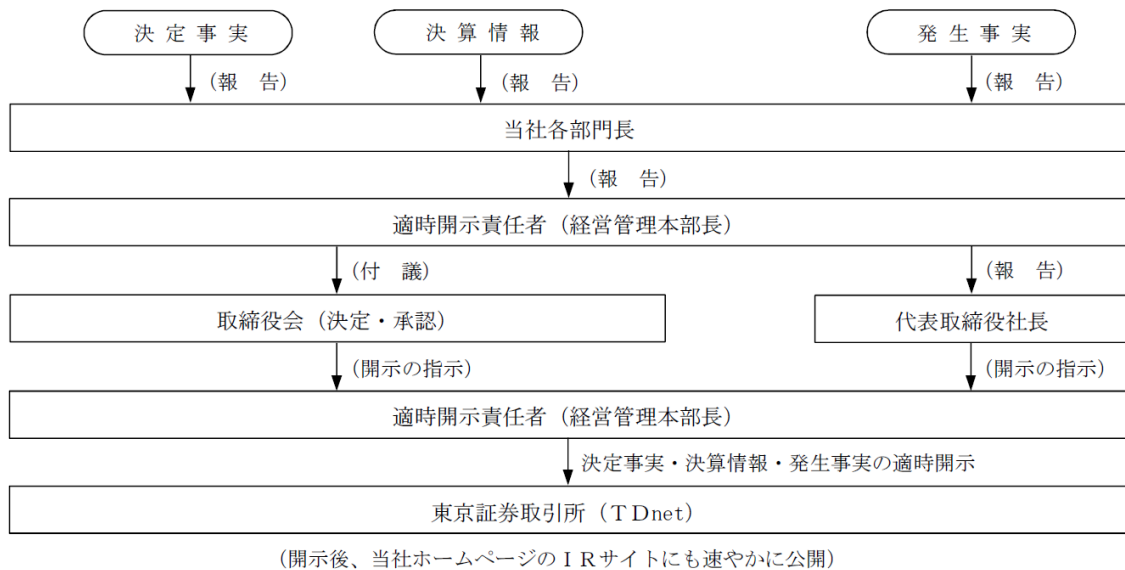 決定事実 決算情報 発生事実
(報 告) (報 告) (報 告)
当社各部門長
(報 告)
適時開示責任者(経営管理本部長)
(付 議) (報 告)
取締役会(決定・承認) 代表取締役社長
(開示の指示) (開示の指示)
適時開示責任者(経営管理本部長)
決定事実・決算情報・発生事実の適時開示
東京証券取引所(TDnet)
(開示後、当社ホームページのIRサイトにも速やかに公開)